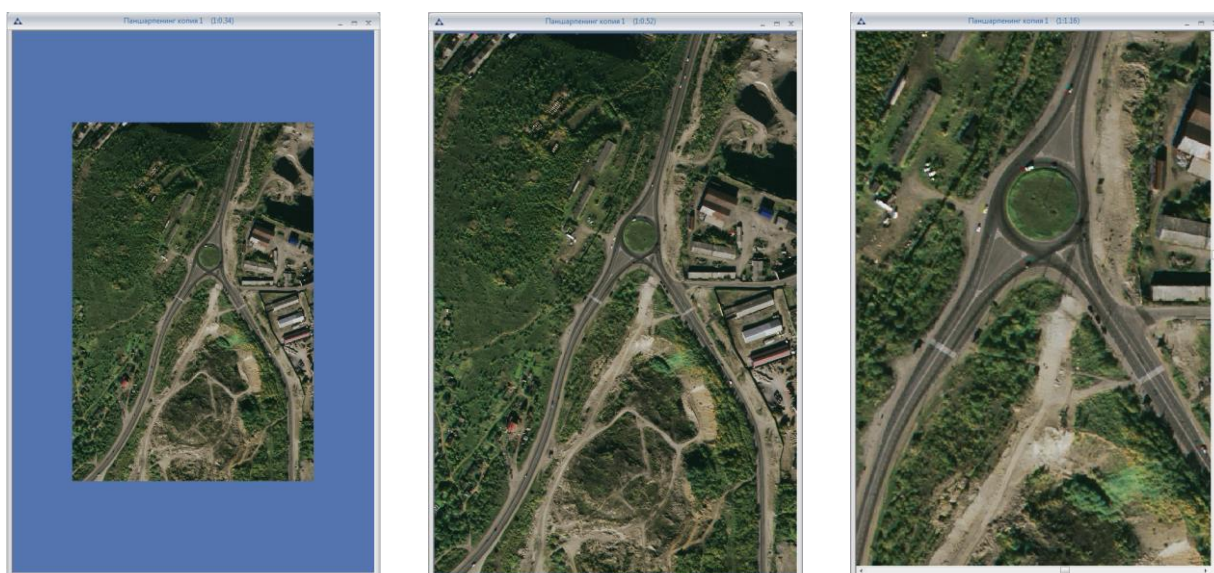 Паншарпенинг копия 1 (1:0.34)
Паншарпенинг копия 1 (1:0.52)
Паншарпенинг копия 1 (1:1.16)